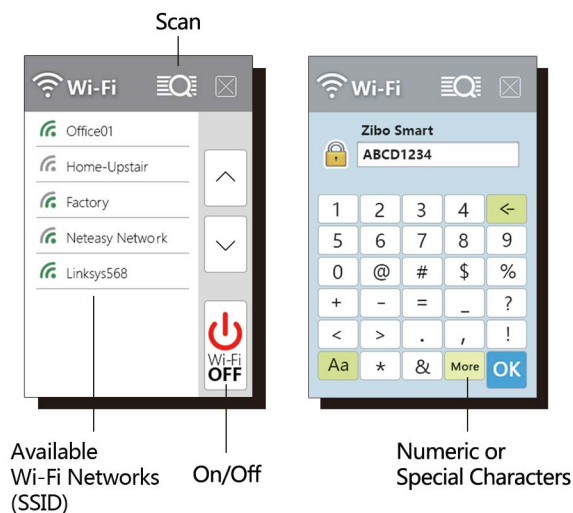 Scan
Wi-Fi
Office01
Home-Upstair
Factory
Neteasy Network
Linksys568
Wi-Fi
OFF
Available
Wi-Fi Networks
(SSID)
On/Off
Wi-Fi
Zibo Smart
ABCD1234
1 2 3 4 <-
5 6 7 8 9
0 @ # $ %
+ - = _ ?
< > . , !
Aa * & More OK
Numeric or
Special Characters